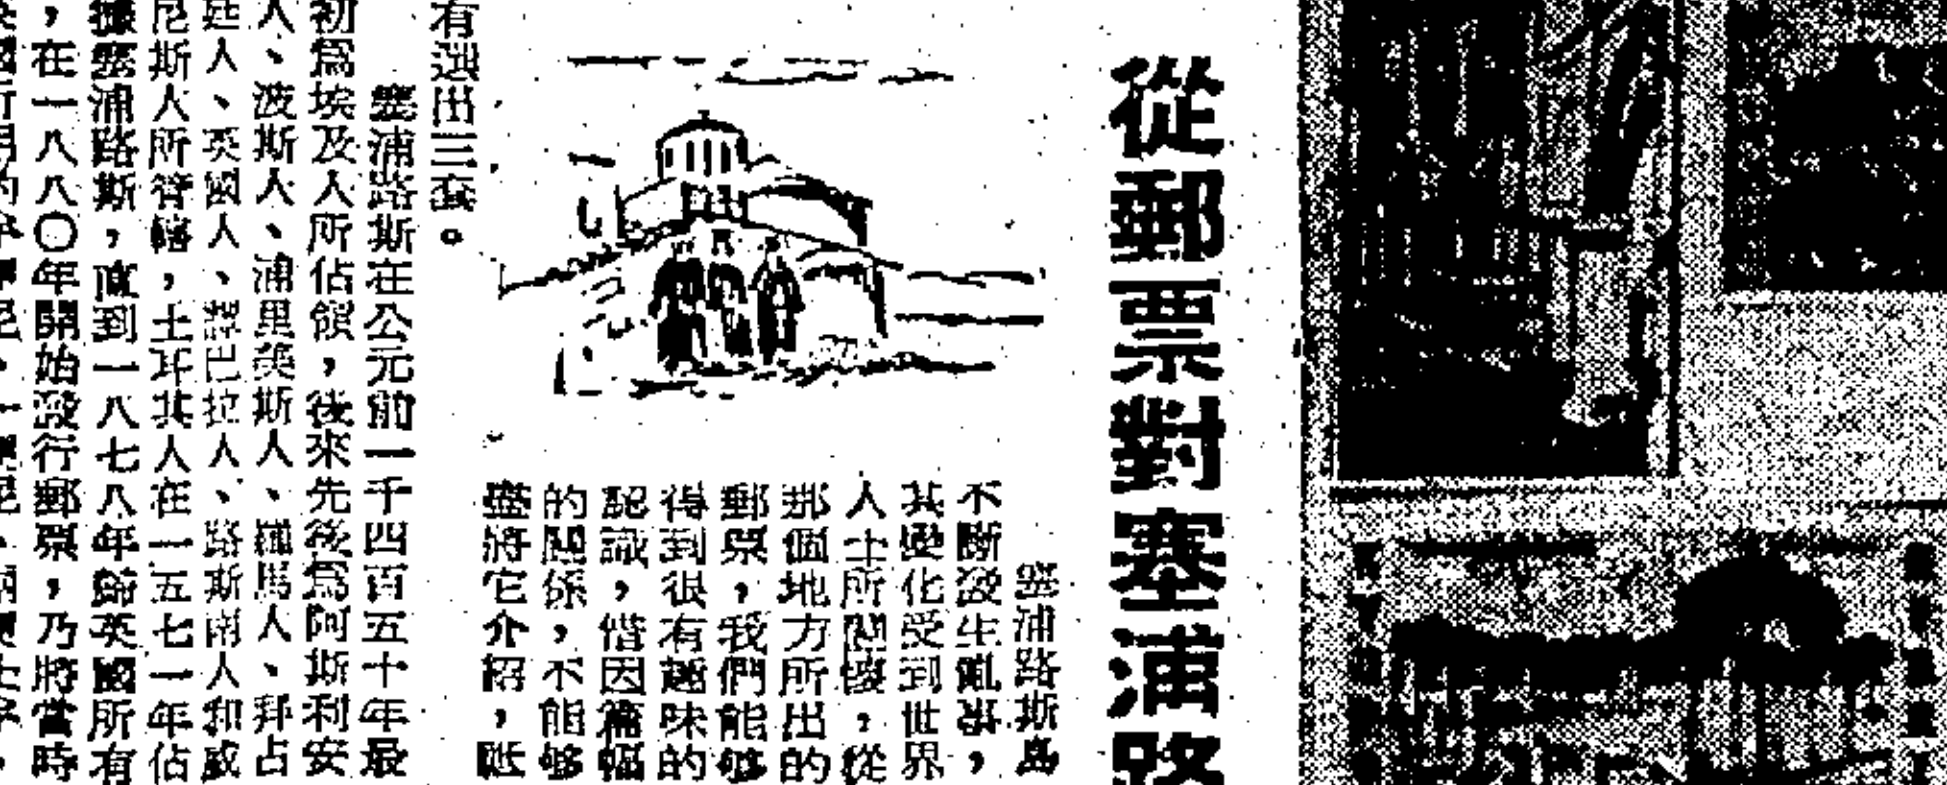 從郵票對塞浦路
塞浦路斯島
不斷發生亂事，
其變化受到世界
人士所關懷，從
那個地方所出的
郵票，我們能够
得到很有趣味的
認識，惜因篇幅
的關係，不能够
盡將它介紹，祗
有選出三套。
塞浦路斯在公元前一千四百五十年最
初爲埃及人所佔領，後來先後爲阿斯利安
人、波斯人、浦里美斯人、羅馬人、拜占
廷人、英國人、譚巴拉人、路斯南人和威
尼斯人所管轄，土耳其人在一五七一年佔
據塞浦路斯，直到一八七八年歸英國所有
，在一八八〇年開始發行郵票，乃將當時